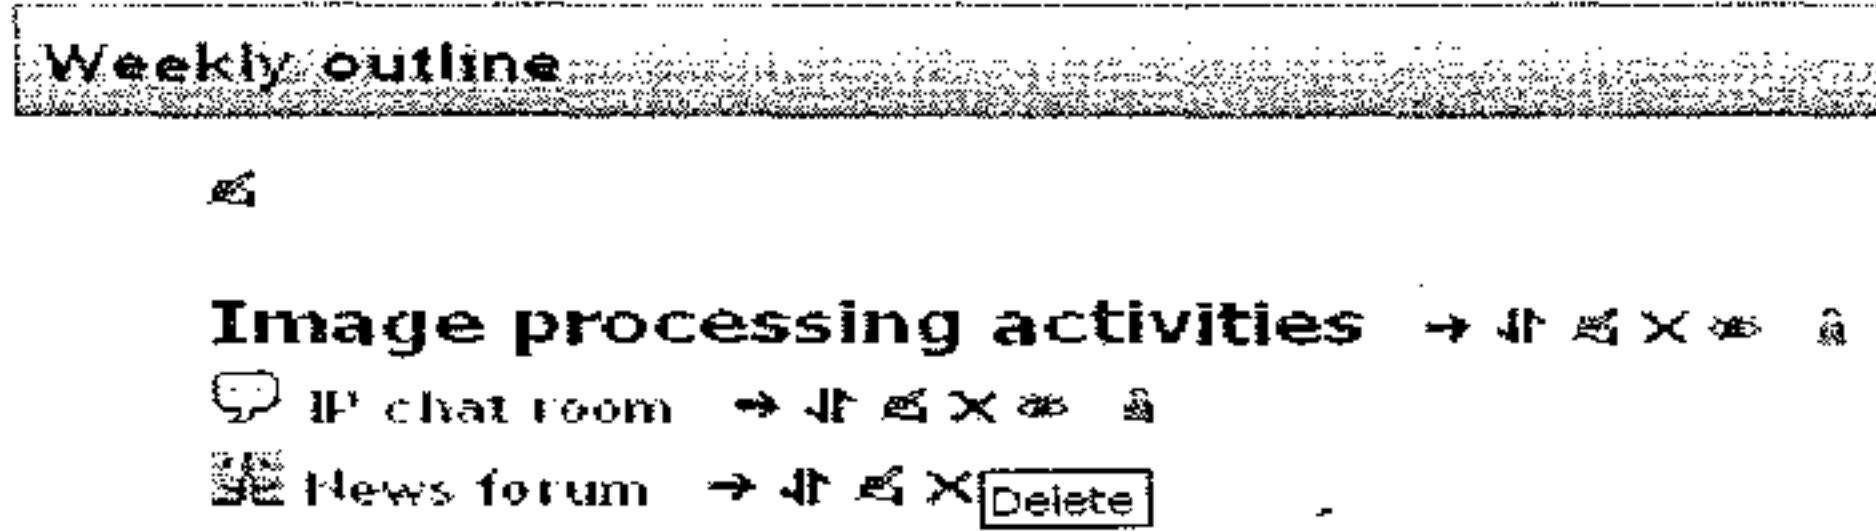 Weekly outline
Image processing activities
IP chat room
News forum
Delete